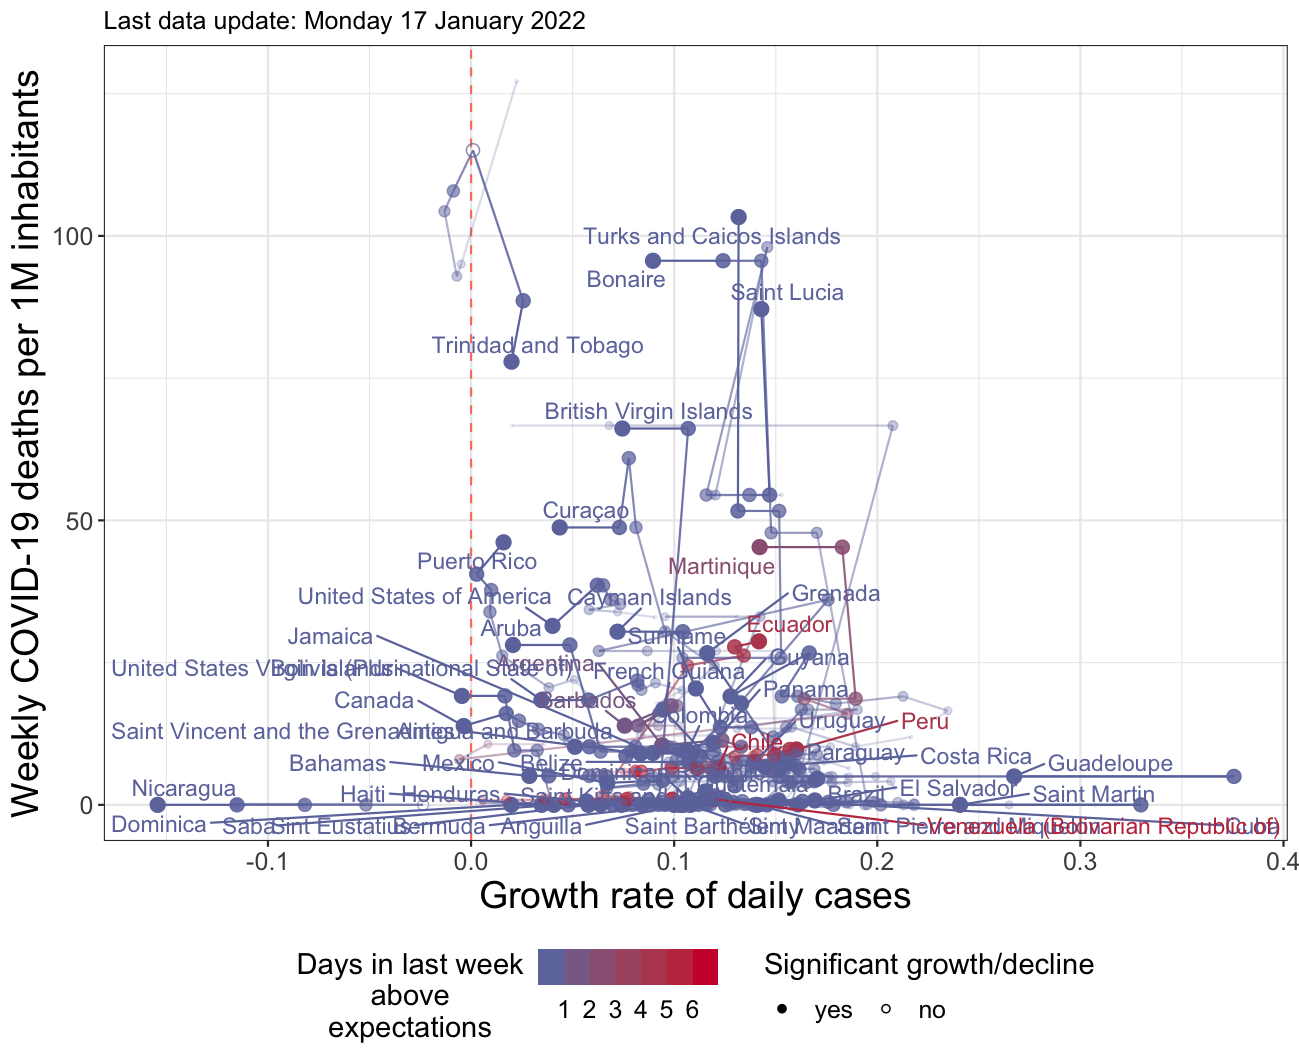 Last data update: Monday 17 January 2022
Weekly COVID-19 deaths per 1M inhabitants
100
50
0
Turks and Caicos Islands
Bonaire
Saint Lucia
Trinidad and Tobago
British Virgin Islands
Curaçao
Puerto Rico
Martinique
United States of America
Cayman Islands
Grenada
Aruba
Suriname
Ecuador
Jamaica
Argentina
Guyana
United States Virgin Islands
Bolivia (Plurinational State of)
French Guiana
Canada
Barbados
Panama
Colombia
Uruguay
Peru
Saint Vincent and the Grenadines
Antigua and Barbuda
Chile
Paraguay
Costa Rica
Guadeloupe
Bahamas
Mexico
Belize
Nicaragua
Haiti
Honduras
Brazil
El Salvador
Saint Martin
Dominica
Saba
Sint Eustatius
Bermuda
Anguilla
Saint Barthélemy
Sint Maarten
Saint Pierre and Miquelon
Venezuela (Bolivarian Republic of)
Cuba
-0.1
0.0
0.1
0.2
0.3
0.4
Growth rate of daily cases
Days in last week
above
expectations
1 2 3 4 5 6
Significant growth/decline
yes
no